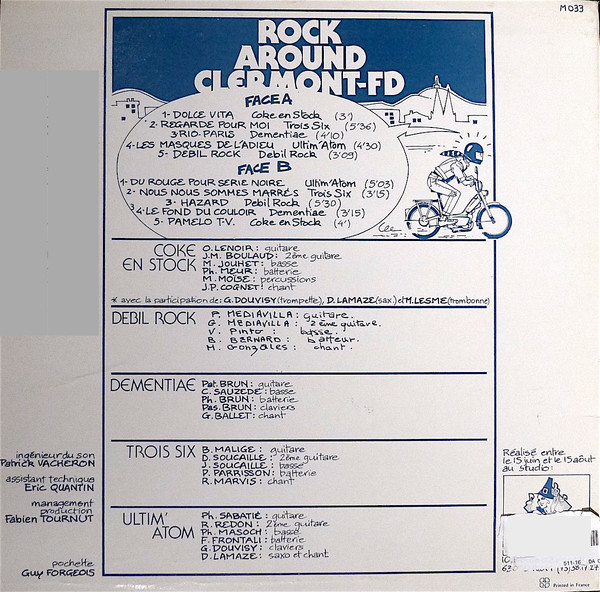 M033
ROCK
AROUND
CLERMONT-FD
FACE A
1- DOLCE VITA Coke en Stock (3')
2- REGARDE POUR MOI Trois Six (5'36)
3- RIO-PARIS Dementiae (4'10)
4- LES MASQUES DE L'ADIEU Ultim'Atom (4'30)
5- DEBIL ROCK Debil Rock (3'09)
FACE B
1- DU ROUGE POUR SERIE NOIRE Ultim'Atom (5'03)
2- NOUS NOUS SOMMES MARRÉS Trois Six (3'15)
3- HAZARD Debil Rock (5'30)
4- LE FOND DU COULOIR Dementiae (3'15)
5- PAMELO T.V. Coke en Stock (4')
COKE
EN STOCK
O. LENOIR : guitare
J.M. BOULAUD : 2ème guitare
M. JOUHET : basse
Ph. MEUR : batterie
M. MOÏSE : percussions
J.P. COGNET : chant
* avec la participation de : G. DOUVISY (trompette), D. LAMAZE (sax.) et M. LESME (trombonne)
DEBIL ROCK
P. MEDIAVILLA : guitare.
G. MEDIAVILLA : 2ème guitare.
V. Pinto : basse.
B. BERNARD : batteur.
H. Gonzales : chant.
DEMENTIAE
Pat. BRUN : guitare
C. SAUZEDE : basse
Ph. BRUN : batterie
Pas. BRUN : claviers
G. BALLET : chant
TROIS SIX
B. MALIGE : guitare
D. SOUCAILLE : 2ème guitare
J. SOUCAILLE : basse
D. PARRISSON : batterie
R. MARVIS : chant
ULTIM'
ATOM
Ph. SABATIÉ : guitare
R. REDON : 2ème guitare
Ph. MASOCH : basse
F. FRONTALI : batterie
G. DOUVISY : claviers
D. LAMAZE : saxo et chant
ingénieur du son
Patrick VACHERON
assistant technique
Eric QUANTIN
management
production
Fabien TOURNUT
pochette
Guy FORGEOIS
Réalisé entre
le 15 juin et le 15 août
au studio :
Printed in France